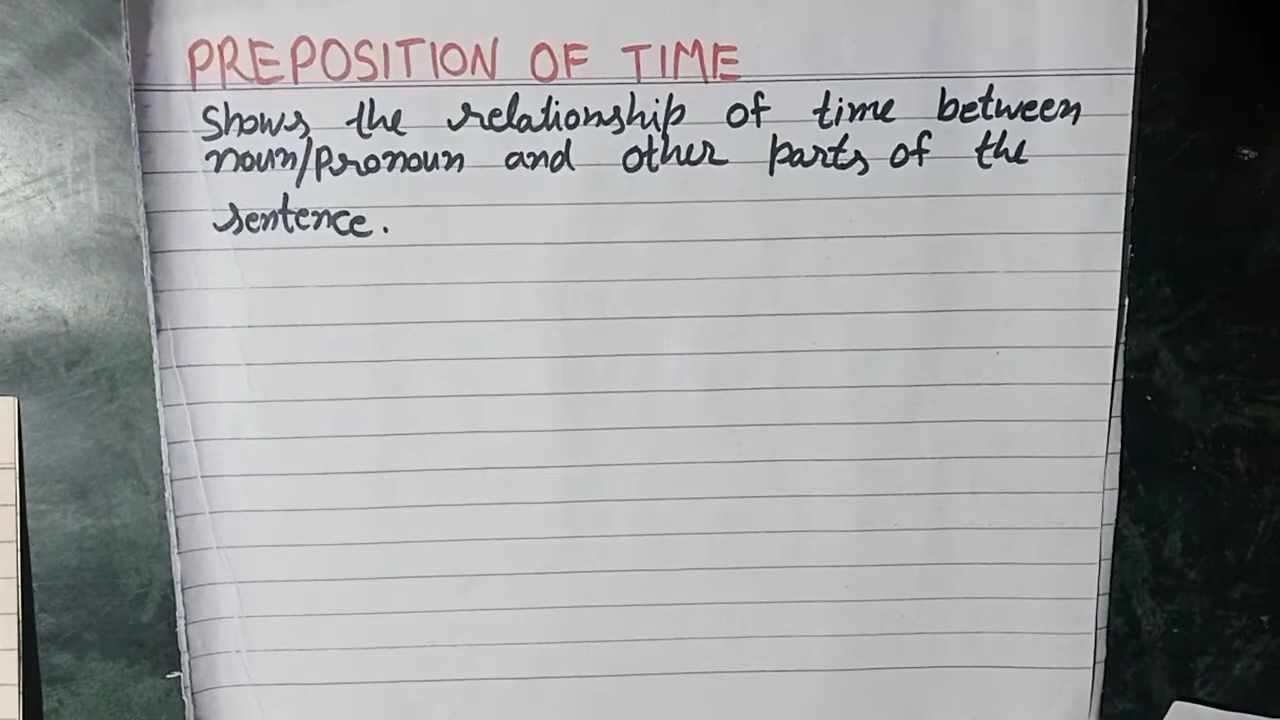 PREPOSITION OF TIME
Shows the relationship of time between
noun/pronoun and other parts of the
sentence.